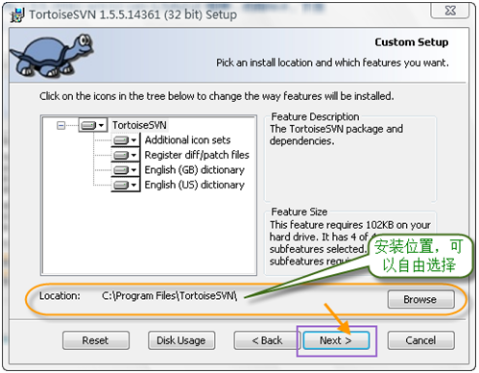 TortoiseSVN 1.5.5.14361 (32 bit) Setup
Custom Setup
Pick an install location and which features you want.
Click on the icons in the tree below to change the way features will be installed.
TortoiseSVN
Additional icon sets
Register diff/patch files
English (GB) dictionary
English (US) dictionary
Feature Description
The TortoiseSVN package and
dependencies.
Feature Size
This feature requires 102KB on your
hard drive. It has 4 of
subfeatures selected.
subfeatures
安装位置，可
以自由选择
Location: C:\Program Files\TortoiseSVN\
Browse
Reset Disk Usage < Back Next > Cancel